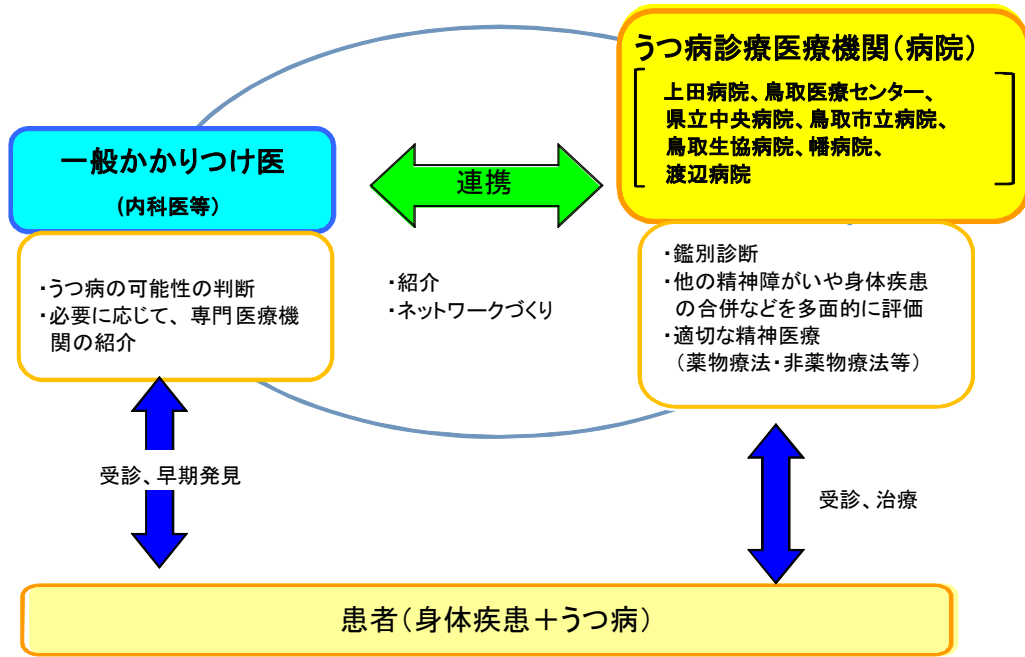 うつ病診療医療機関(病院)
上田病院、鳥取医療センター、
県立中央病院、鳥取市立病院、
鳥取生協病院、幡病院、
渡辺病院
一般かかりつけ医
(内科医等)
連携
・うつ病の可能性の判断
・必要に応じて、専門医療機
関の紹介
・紹介
・ネットワークづくり
・鑑別診断
・他の精神障がいや身体疾患
の合併などを多面的に評価
・適切な精神医療
(薬物療法・非薬物療法等)
受診、早期発見
受診、治療
患者(身体疾患+うつ病)